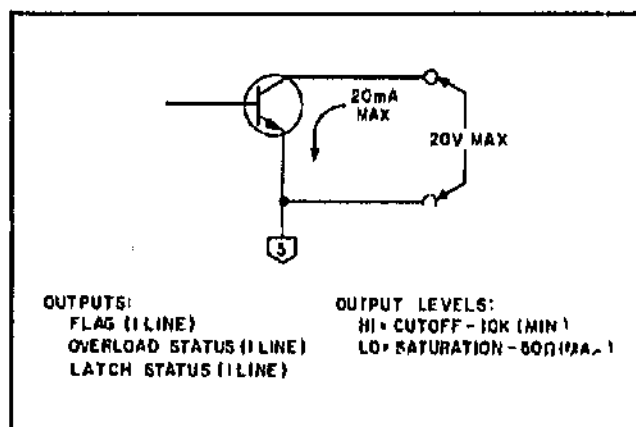 20mA
MAX
20V MAX
5
OUTPUTS:
FLAG (1 LINE)
OVERLOAD STATUS (1 LINE)
LATCH STATUS (1 LINE)
OUTPUT LEVELS:
HI = CUTOFF - 10K (MIN)
LO = SATURATION - 50Ω (MAX)